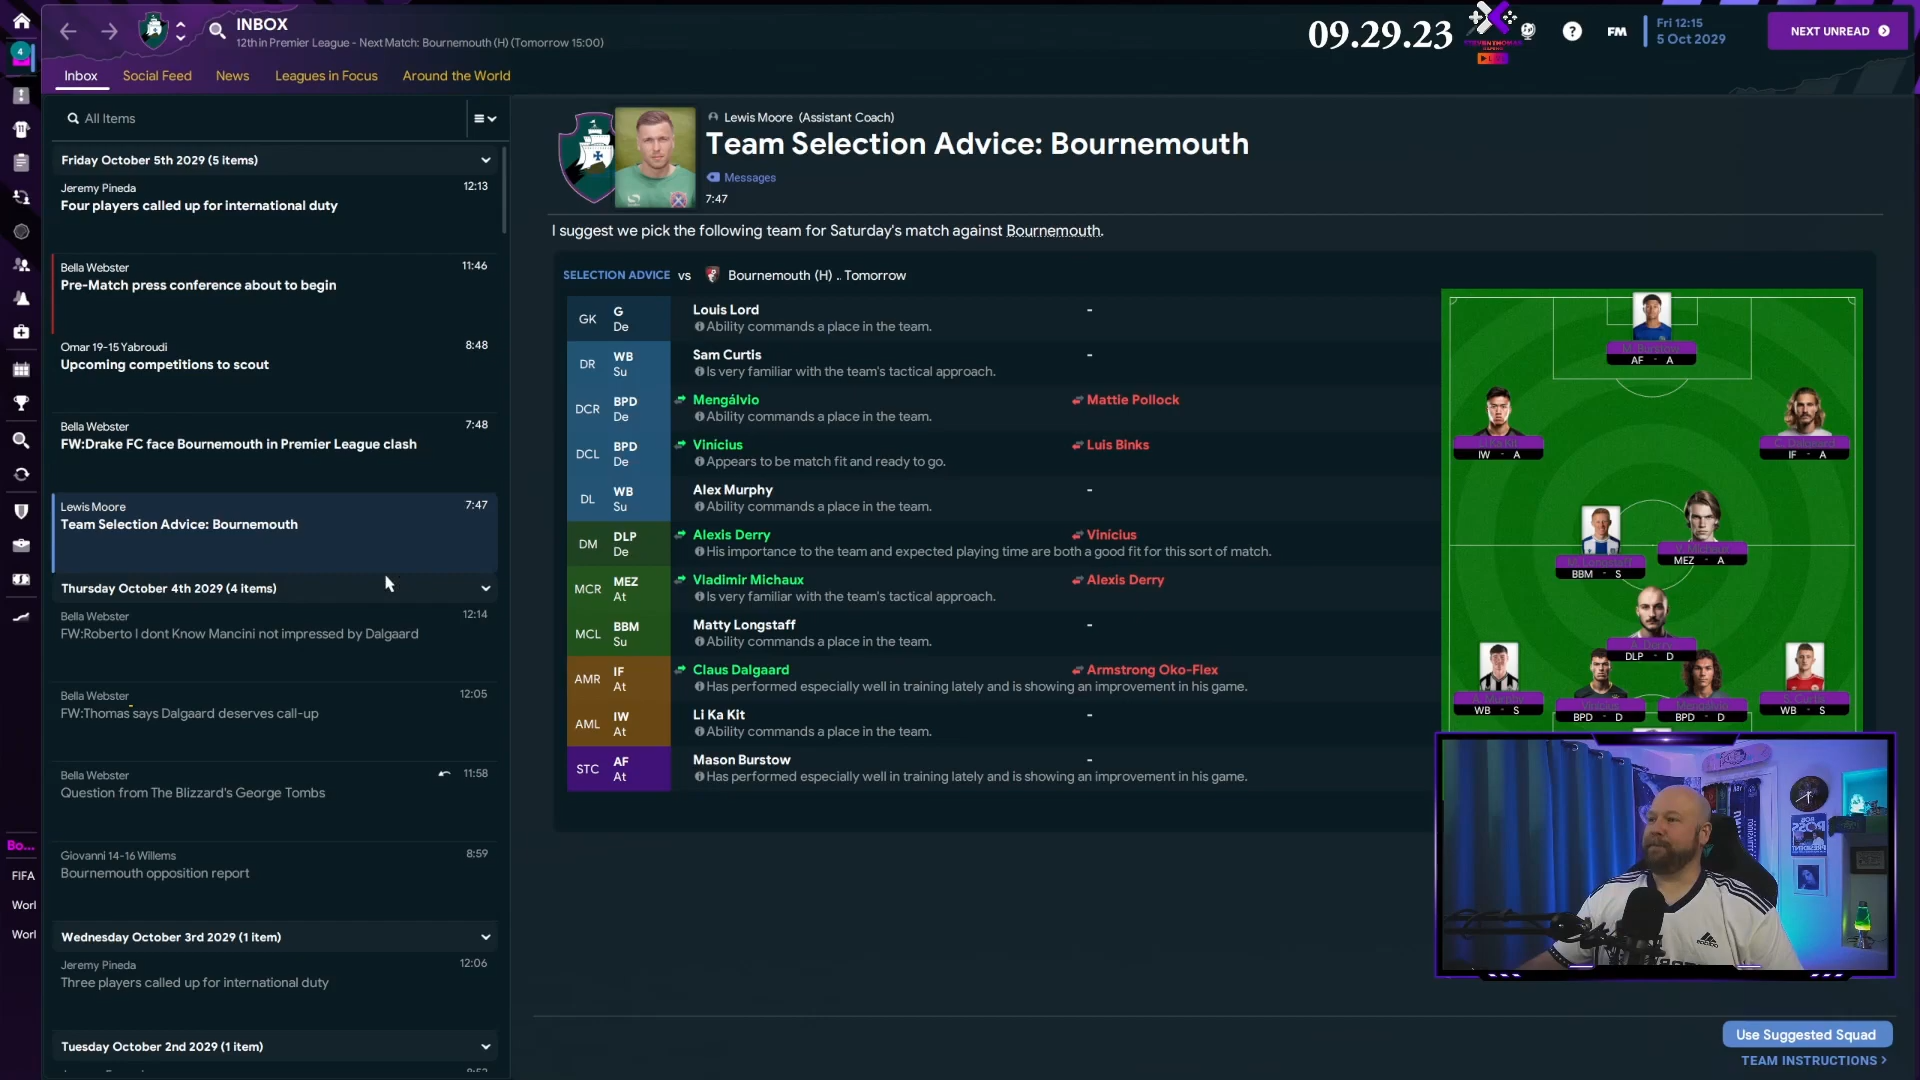 INBOX
12th in Premier League - Next Match: Bournemouth (H) (Tomorrow 15:00)
09.29.23
FM
Fri 12:15
5 Oct 2029
NEXT UNREAD
4
Inbox
Social Feed
News
Leagues in Focus
Around the World
All Items
Friday October 5th 2029 (5 items)
Jeremy Pineda
12:13
Four players called up for international duty
Bella Webster
11:46
Pre-Match press conference about to begin
Omar 19-15 Yabroudi
8:48
Upcoming competitions to scout
Bella Webster
7:48
FW:Drake FC face Bournemouth in Premier League clash
Lewis Moore
7:47
Team Selection Advice: Bournemouth
Thursday October 4th 2029 (4 items)
Bella Webster
12:14
FW:Roberto I dont Know Mancini not impressed by Dalgaard
Bella Webster
12:05
FW:Thomas says Dalgaard deserves call-up
Bella Webster
11:58
Question from The Blizzard's George Tombs
Giovanni 14-16 Willems
8:59
Bournemouth opposition report
Wednesday October 3rd 2029 (1 item)
Jeremy Pineda
12:06
Three players called up for international duty
Tuesday October 2nd 2029 (1 item)
Bo...
FIFA
Worl
Worl
Lewis Moore (Assistant Coach)
Team Selection Advice: Bournemouth
Messages
7:47
I suggest we pick the following team for Saturday's match against Bournemouth.
SELECTION ADVICE vs Bournemouth (H) .. Tomorrow
GK G De Louis Lord -
Ability commands a place in the team.
DR WB Su Sam Curtis -
Is very familiar with the team's tactical approach.
DCR BPD De Mengálvio Mattie Pollock
Ability commands a place in the team.
DCL BPD De Vinícius Luis Binks
Appears to be match fit and ready to go.
DL WB Su Alex Murphy -
Ability commands a place in the team.
DM DLP De Alexis Derry Vinícius
His importance to the team and expected playing time are both a good fit for this sort of match.
MCR MEZ At Vladimir Michaux Alexis Derry
Is very familiar with the team's tactical approach.
MCL BBM Su Matty Longstaff -
Ability commands a place in the team.
AMR IF At Claus Dalgaard Armstrong Oko-Flex
Has performed especially well in training lately and is showing an improvement in his game.
AML IW At Li Ka Kit -
Ability commands a place in the team.
STC AF At Mason Burstow -
Has performed especially well in training lately and is showing an improvement in his game.
M. Burstow
AF - A
Li Ka Kit
IW - A
C. Dalgaard
IF - A
M. Longstaff
BBM - S
V. Michaux
MEZ - A
A. Derry
DLP - D
A. Murphy
WB - S
Vinícius
BPD - D
Mengálvio
BPD - D
S. Curtis
WB - S
Use Suggested Squad
TEAM INSTRUCTIONS >